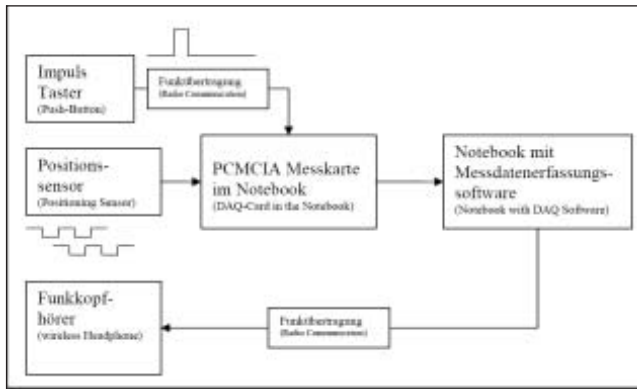 Impuls
Taster
(Push-Button)
Funkübertragung
(Radio Communication)
Positions-
sensor
(Positioning Sensor)
PCMCIA Messkarte
im Notebook
(DAQ-Card in the Notebook)
Notebook mit
Messdatenerfassungs-
software
(Notebook with DAQ Software)
Funkkopf-
hörer
(wireless Headphone)
Funkübertragung
(Radio Communication)